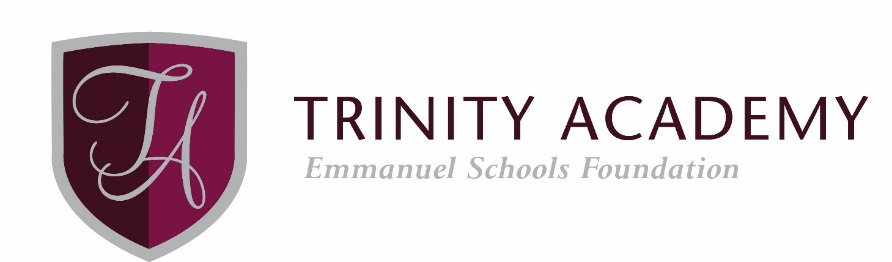 TA
TRINITY ACADEMY
Emmanuel Schools Foundation